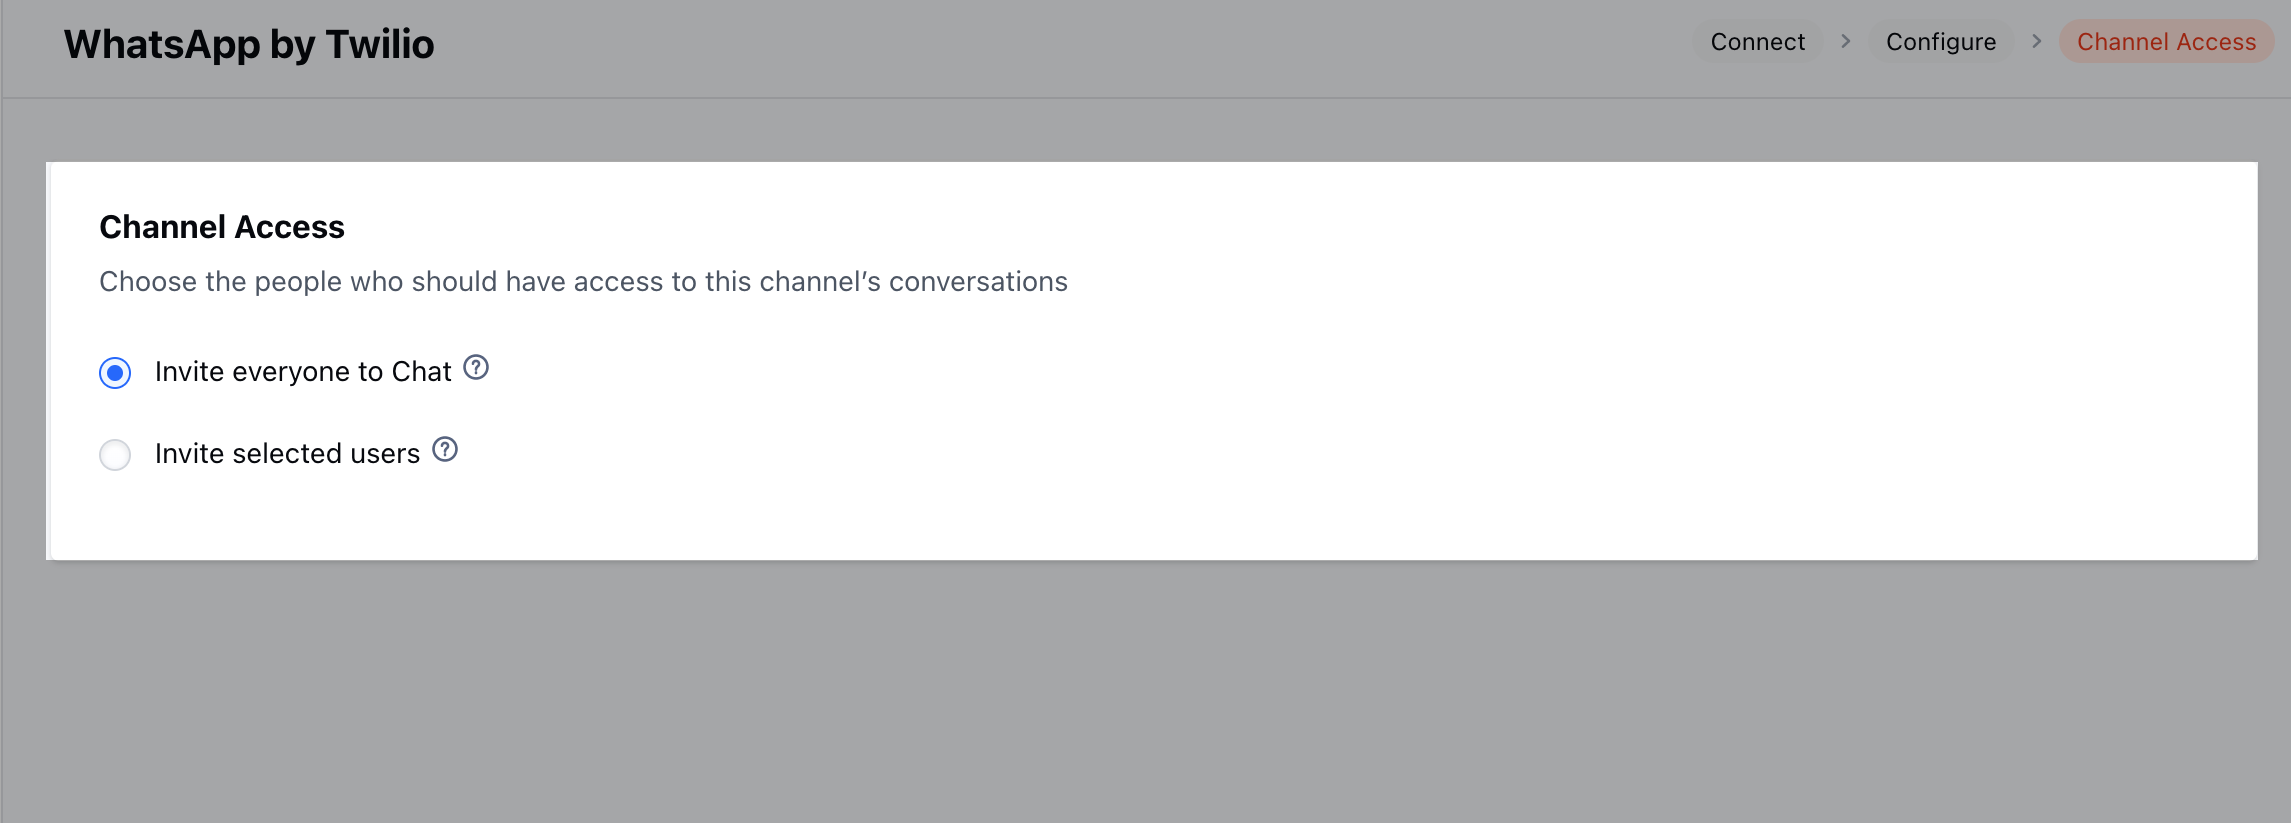 WhatsApp by Twilio
Connect > Configure > Channel Access
Channel Access
Choose the people who should have access to this channel’s conversations
Invite everyone to Chat ?
Invite selected users ?